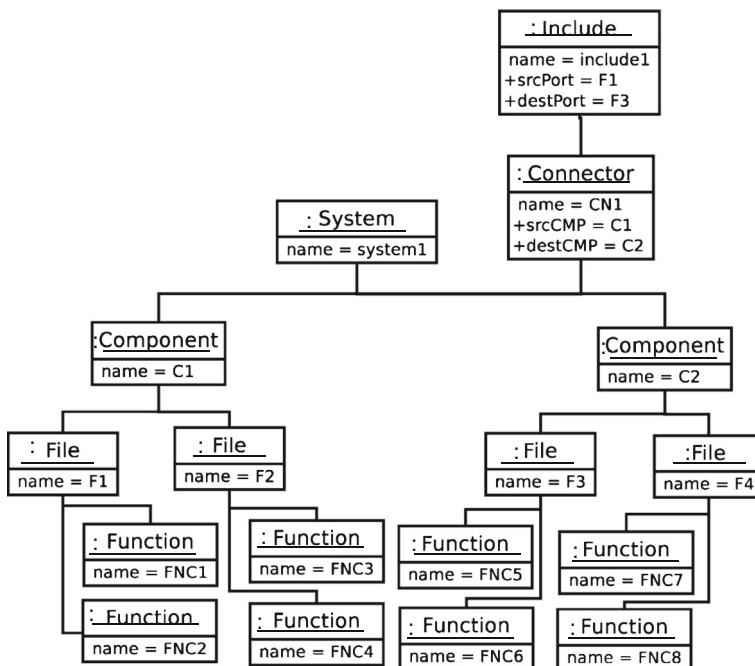 : Include
name = include1
+srcPort = F1
+destPort = F3
: Connector
name = CN1
+srcCMP = C1
+destCMP = C2
: System
name = system1
:Component
name = C1
:Component
name = C2
: File
name = F1
: File
name = F2
:File
name = F3
:File
name = F4
: Function
name = FNC1
: Function
name = FNC2
: Function
name = FNC3
: Function
name = FNC4
: Function
name = FNC5
: Function
name = FNC6
: Function
name = FNC7
: Function
name = FNC8